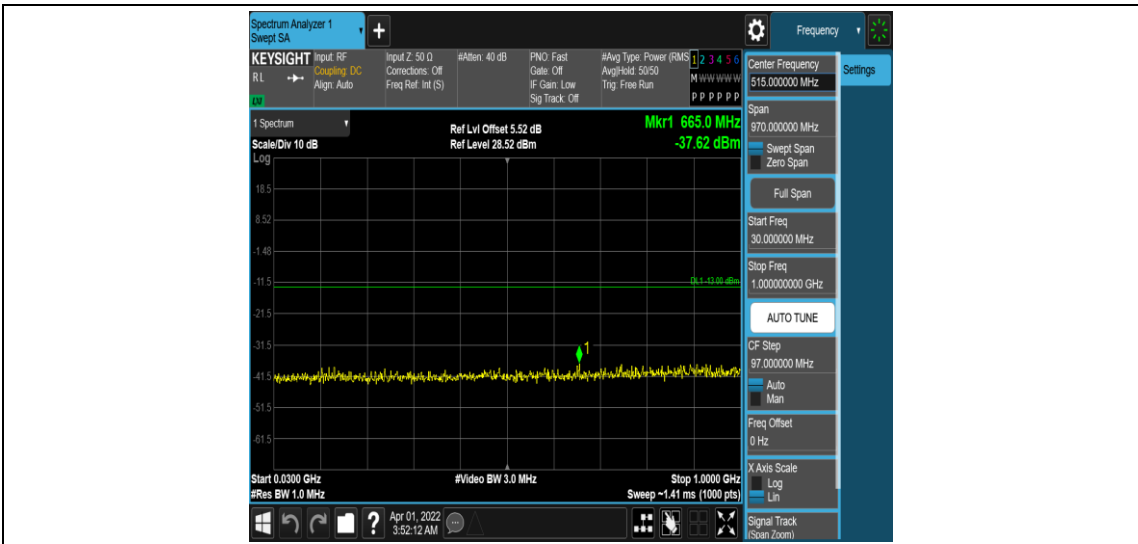 Spectrum Analyzer 1
Swept SA
+
Frequency
KEYSIGHT
RL
LXI
Input: RF
Coupling: DC
Align: Auto
Input Z: 50 Ω
Corrections: Off
Freq Ref: Int (S)
#Atten: 40 dB
PNO: Fast
Gate: Off
IF Gain: Low
Sig Track: Off
#Avg Type: Power (RMS
Avg|Hold: 50/50
Trig: Free Run
1 2 3 4 5 6
M W W W W W
P P P P P P
1 Spectrum
Scale/Div 10 dB
Log
Ref Lvl Offset 5.52 dB
Ref Level 28.52 dBm
Mkr1 665.0 MHz
-37.62 dBm
18.5
8.52
-1.48
-11.5
DL1 -13.00 dBm
-21.5
-31.5
1
-41.5
-51.5
-61.5
Start 0.0300 GHz
#Res BW 1.0 MHz
#Video BW 3.0 MHz
Stop 1.0000 GHz
Sweep ~1.41 ms (1000 pts)
?
Apr 01, 2022
3:52:12 AM
Center Frequency
515.000000 MHz
Settings
Span
970.000000 MHz
Swept Span
Zero Span
Full Span
Start Freq
30.000000 MHz
Stop Freq
1.000000000 GHz
AUTO TUNE
CF Step
97.000000 MHz
Auto
Man
Freq Offset
0 Hz
X Axis Scale
Log
Lin
Signal Track
(Span Zoom)